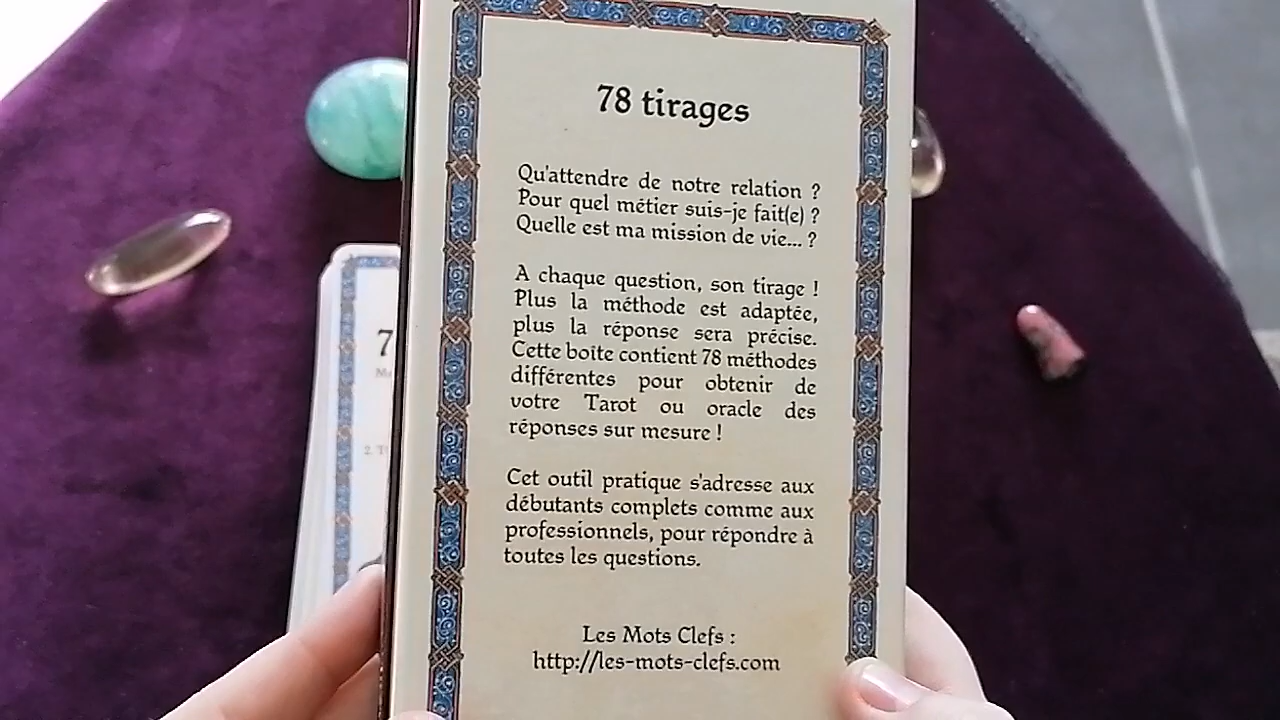 78 tirages
Qu'attendre de notre relation ?
Pour quel métier suis-je fait(e) ?
Quelle est ma mission de vie... ?
A chaque question, son tirage !
Plus la méthode est adaptée,
plus la réponse sera précise.
Cette boîte contient 78 méthodes
différentes pour obtenir de
votre Tarot ou oracle des
réponses sur mesure !
Cet outil pratique s'adresse aux
débutants complets comme aux
professionnels, pour répondre à
toutes les questions.
Les Mots Clefs :
http://les-mots-clefs.com
7
2.